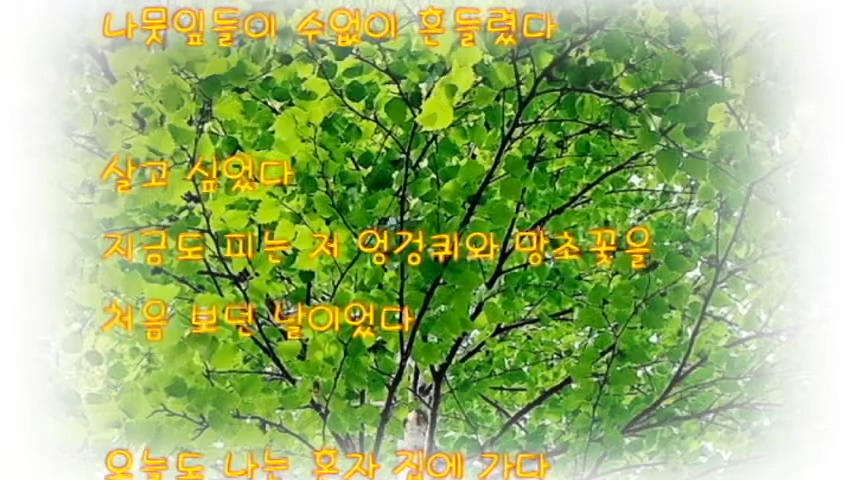 나뭇잎들이 수없이 흔들렸다
살고 싶었다
지금도 피는 저 엉겅퀴와 망초꽃을
처음 보던 날이었다
오늘도 나는 혼자 집에 간다